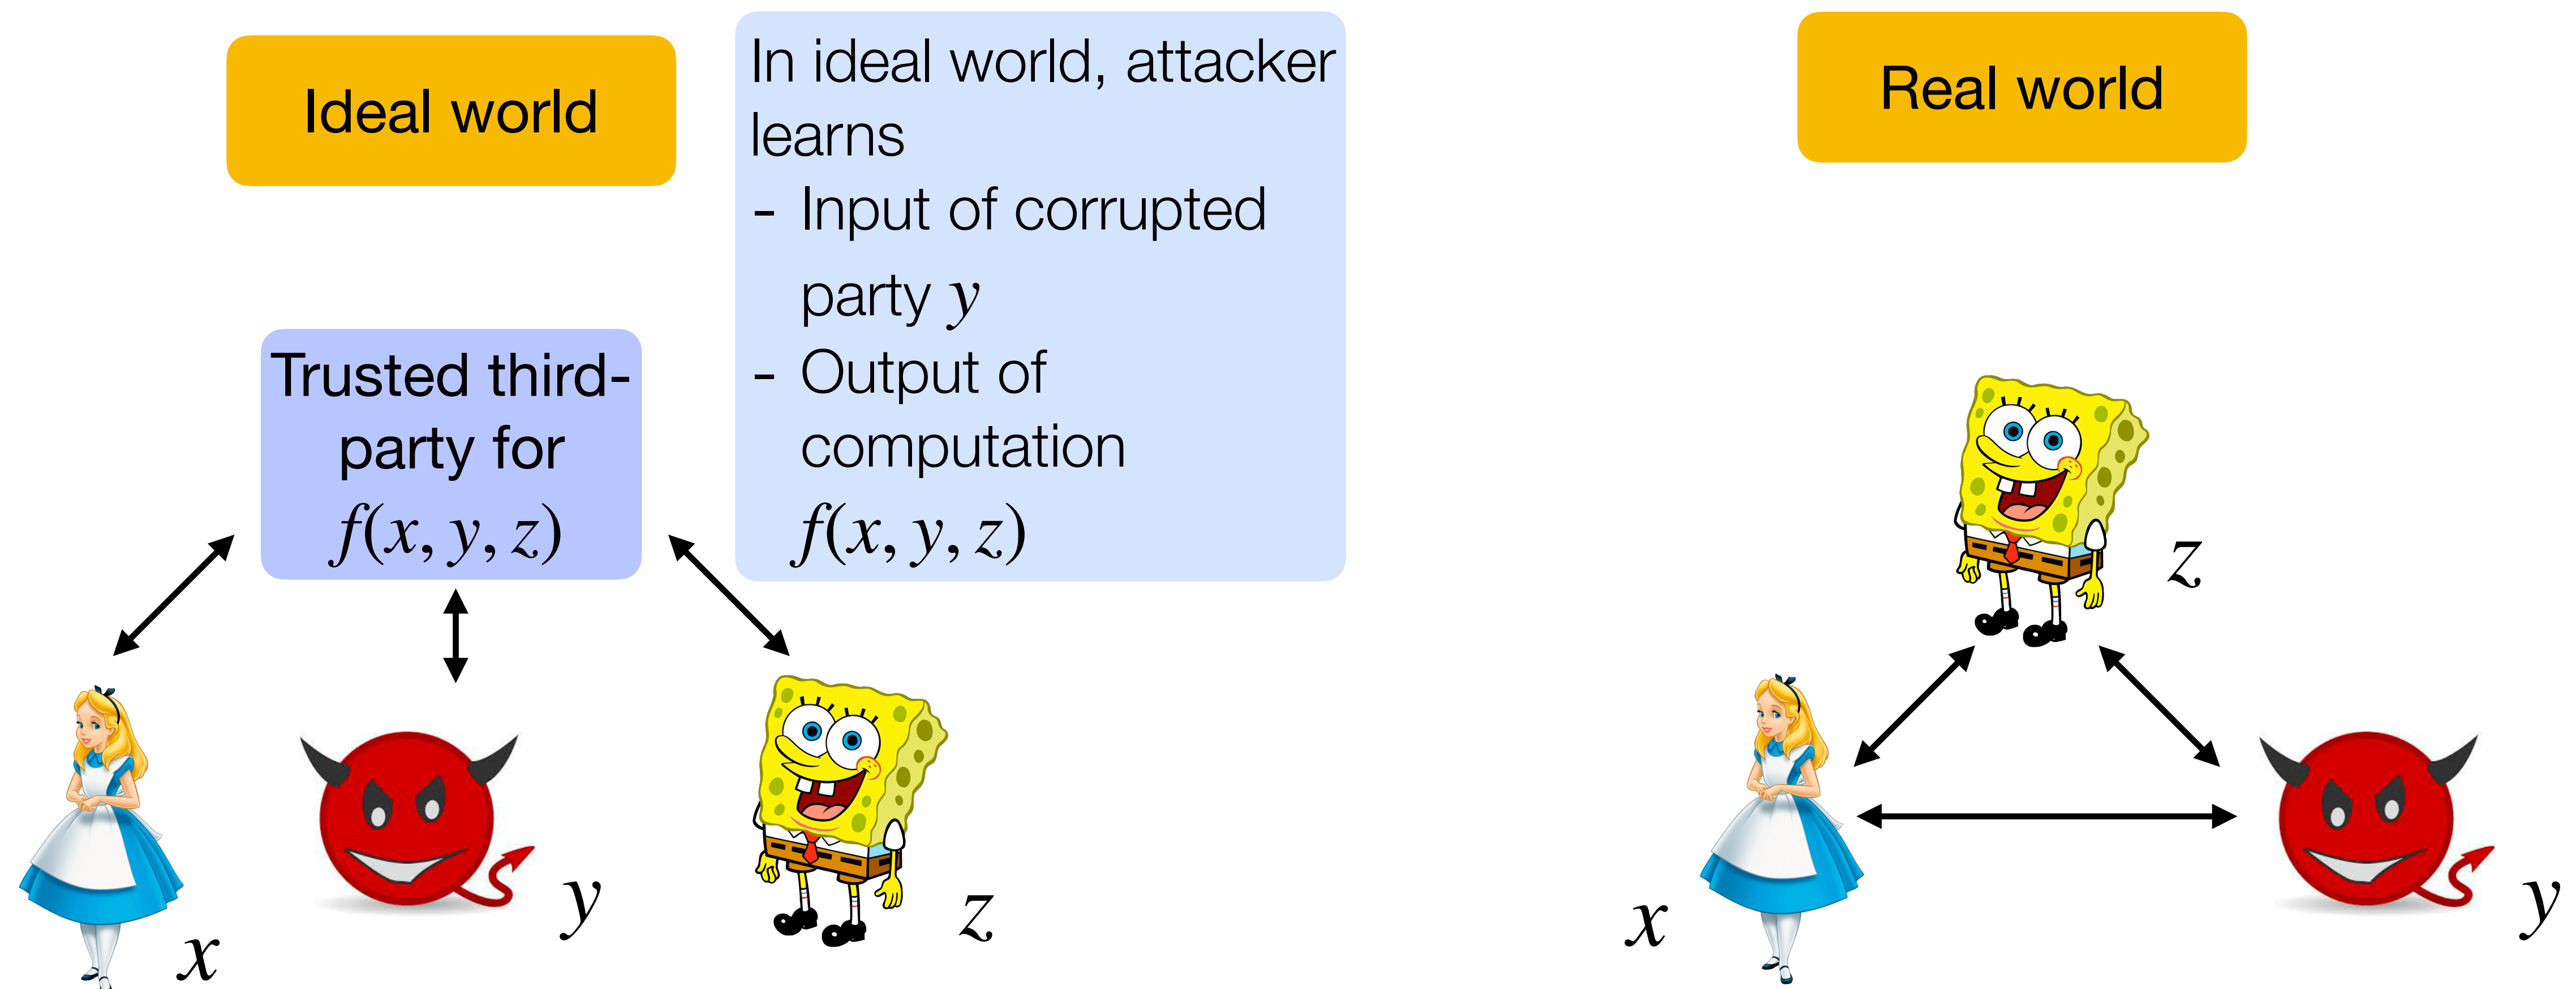 Ideal world
In ideal world, attacker
learns
- Input of corrupted
party y
- Output of
computation
f(x, y, z)
Trusted third-
party for
f(x, y, z)
x
y
z
Real world
z
x
y